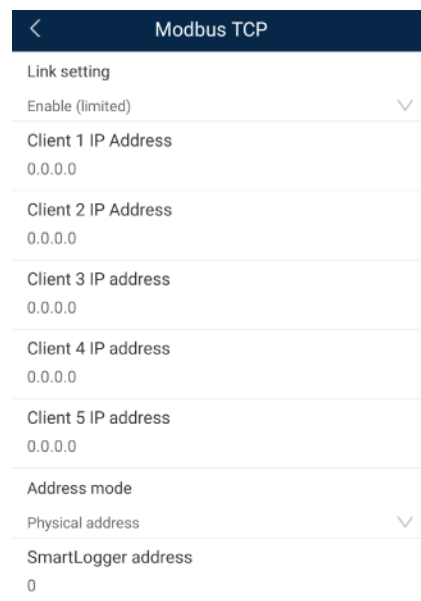 Modbus TCP
Link setting
Enable (limited)
Client 1 IP Address
0.0.0.0
Client 2 IP Address
0.0.0.0
Client 3 IP address
0.0.0.0
Client 4 IP address
0.0.0.0
Client 5 IP address
0.0.0.0
Address mode
Physical address
SmartLogger address
0